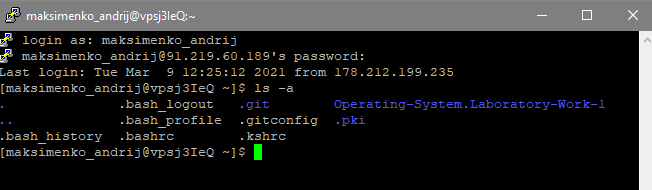 maksimenko_andrij@vpsj3IeQ:~
login as: maksimenko_andrij
maksimenko_andrij@91.219.60.189's password:
Last login: Tue Mar  9 12:25:12 2021 from 178.212.199.235
[maksimenko_andrij@vpsj3IeQ ~]$ ls -a
.              .bash_logout   .git        Operating-System.Laboratory-Work-1
..             .bash_profile  .gitconfig  .pki
.bash_history  .bashrc        .kshrc
[maksimenko_andrij@vpsj3IeQ ~]$